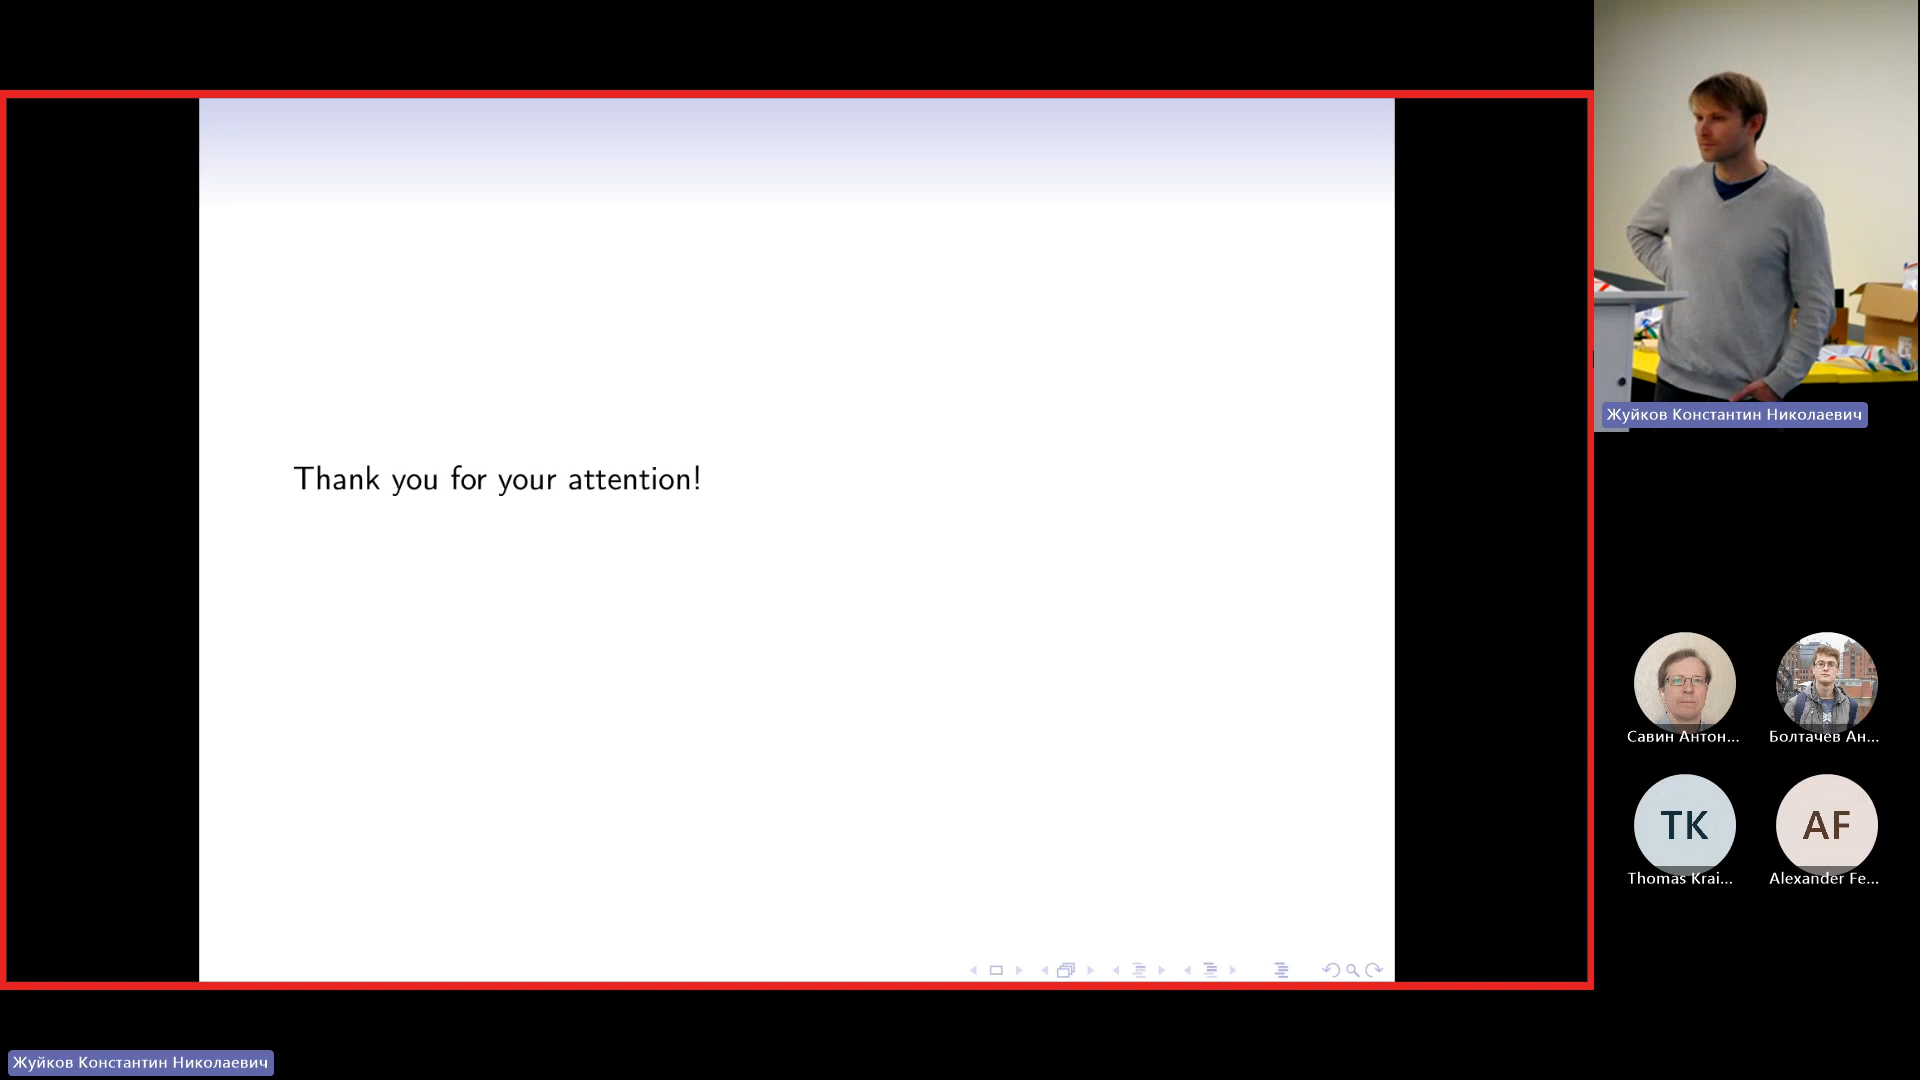 Thank you for your attention!
Жуйков Константин Николаевич
Савин Антон...
Болтачев Ан...
TK
AF
Thomas Krai...
Alexander Fe...
Жуйков Константин Николаевич